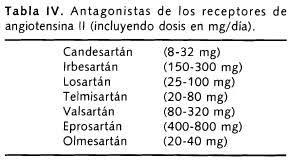 Tabla IV. Antagonistas de los receptores de
angiotensina II (incluyendo dosis en mg/día).
Candesartán (8-32 mg)
Irbesartán (150-300 mg)
Losartán (25-100 mg)
Telmisartán (20-80 mg)
Valsartán (80-320 mg)
Eprosartán (400-800 mg)
Olmesartán (20-40 mg)